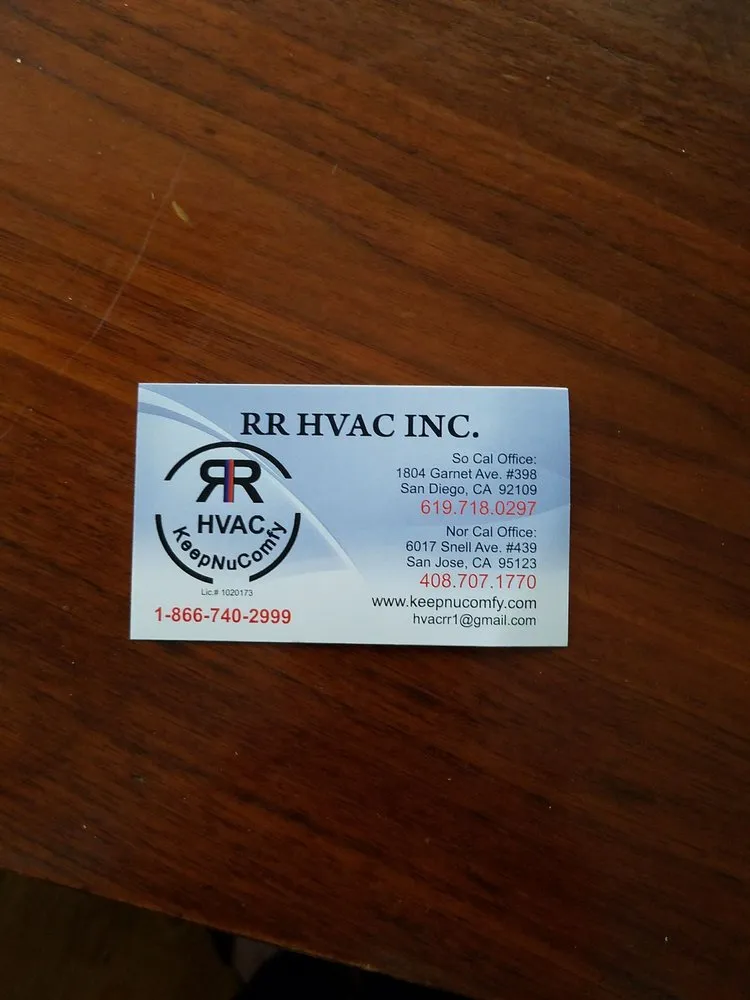 RR HVAC INC.
RR
HVAC
KeepNuComfy
Lic.# 1020173
1-866-740-2999
So Cal Office:
1804 Garnet Ave. #398
San Diego, CA 92109
619.718.0297
Nor Cal Office:
6017 Snell Ave. #439
San Jose, CA 95123
408.707.1770
www.keepnucomfy.com
hvacrr1@gmail.com